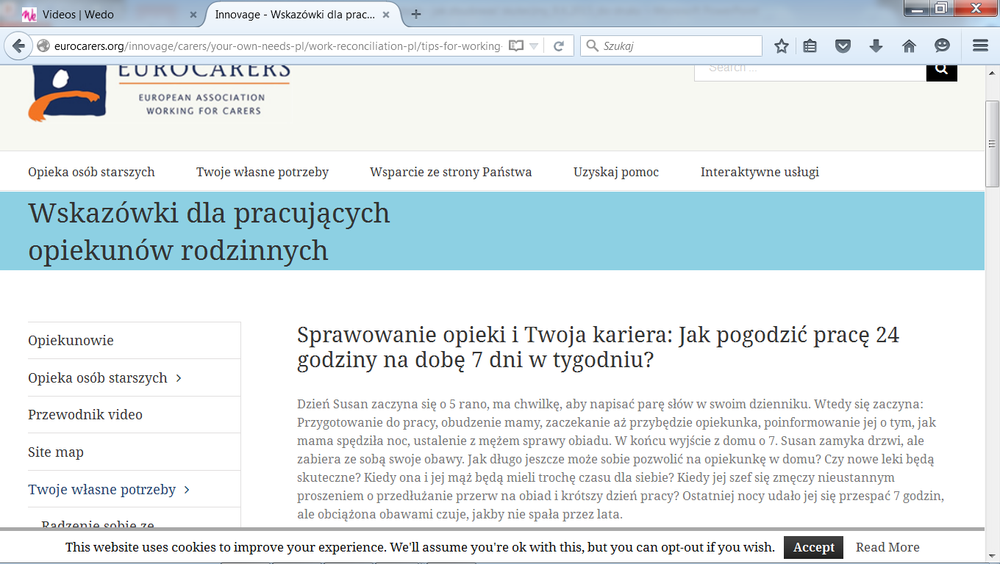 Videos | Wedo
Innovage - Wskazówki dla prac...
eurocarers.org/innovage/carers/your-own-needs-pl/work-reconciliation-pl/tips-for-working-
Szukaj
EUROCARERS
EUROPEAN ASSOCIATION
WORKING FOR CARERS
Search ...
Opieka osób starszych
Twoje własne potrzeby
Wsparcie ze strony Państwa
Uzyskaj pomoc
Interaktywne usługi
Wskazówki dla pracujących
opiekunów rodzinnych
Opiekunowie
Opieka osób starszych
Przewodnik video
Site map
Twoje własne potrzeby
Radzenie sobie ze
Sprawowanie opieki i Twoja kariera: Jak pogodzić pracę 24
godziny na dobę 7 dni w tygodniu?
Dzień Susan zaczyna się o 5 rano, ma chwilkę, aby napisać parę słów w swoim dzienniku. Wtedy się zaczyna:
Przygotowanie do pracy, obudzenie mamy, zaczekanie aż przybędzie opiekunka, poinformowanie jej o tym, jak
mama spędziła noc, ustalenie z mężem sprawy obiadu. W końcu wyjście z domu o 7. Susan zamyka drzwi, ale
zabiera ze sobą swoje obawy. Jak długo jeszcze może sobie pozwolić na opiekunkę w domu? Czy nowe leki będą
skuteczne? Kiedy ona i jej mąż będą mieli trochę czasu dla siebie? Kiedy jej szef się zmęczy nieustannym
proszeniem o przedłużanie przerw na obiad i krótszy dzień pracy? Ostatniej nocy udało jej się przespać 7 godzin,
ale obciążona obawami czuje, jakby nie spała przez lata.
This website uses cookies to improve your experience. We'll assume you're ok with this, but you can opt-out if you wish.
Accept
Read More